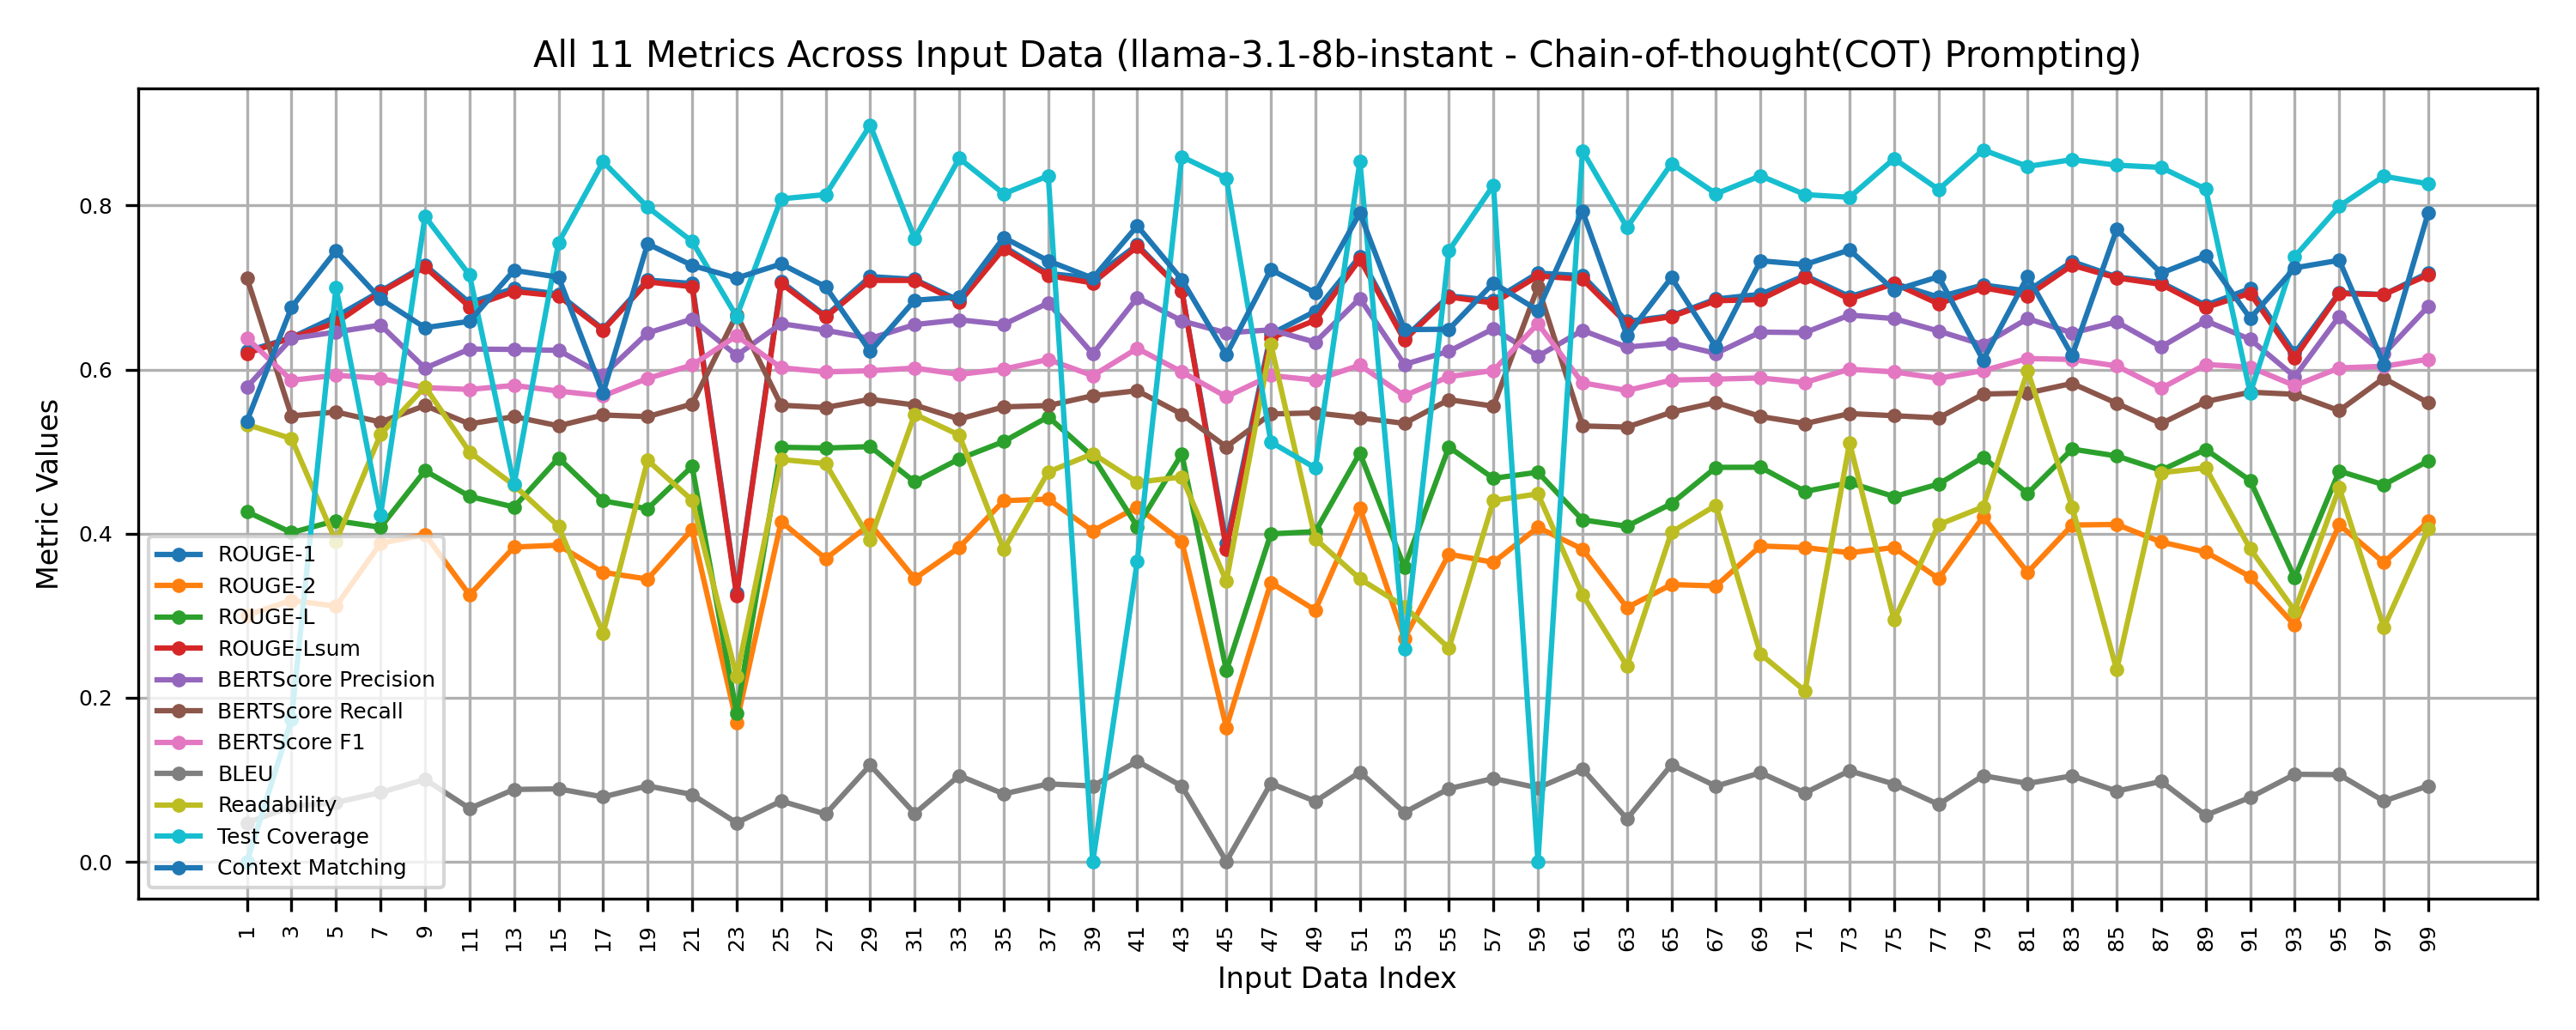 All 11 Metrics Across Input Data (llama-3.1-8b-instant - Chain-of-thought(COT) Prompting)
Metric Values
0.8
0.6
0.4
0.2
0.0
ROUGE-1
ROUGE-2
ROUGE-L
ROUGE-Lsum
BERTScore Precision
BERTScore Recall
BERTScore F1
BLEU
Readability
Test Coverage
Context Matching
1 3 5 7 9 11 13 15 17 19 21 23 25 27 29 31 33 35 37 39 41 43 45 47 49 51 53 55 57 59 61 63 65 67 69 71 73 75 77 79 81 83 85 87 89 91 93 95 97 99
Input Data Index